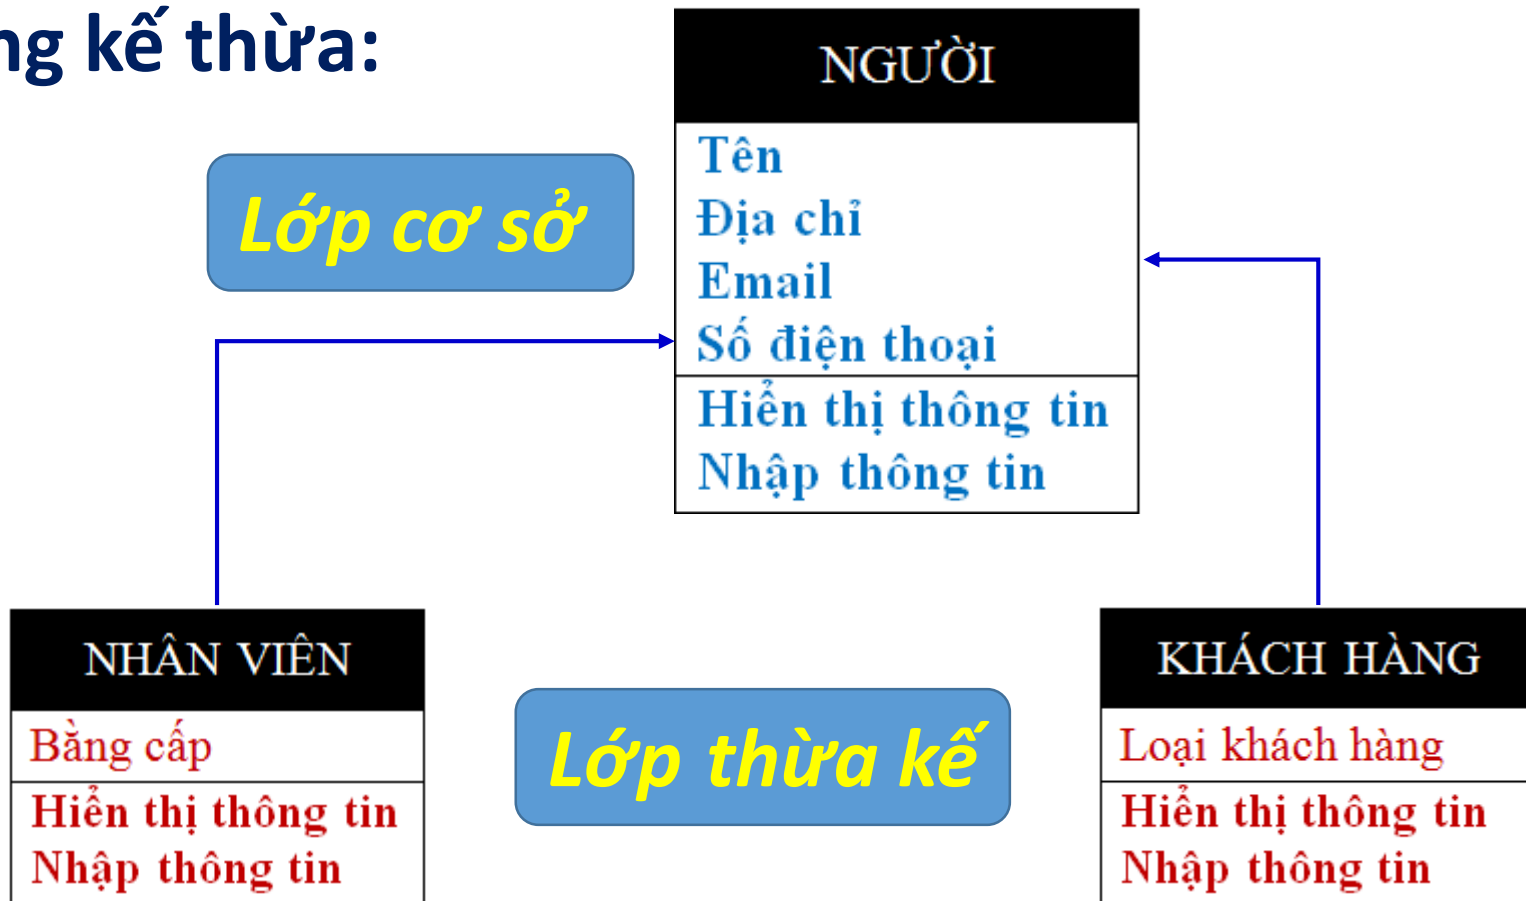 ng kế thừa:
NGƯỜI
Tên
Địa chỉ
Email
Số điện thoại
Hiển thị thông tin
Nhập thông tin
Lớp cơ sở
NHÂN VIÊN
Bằng cấp
Hiển thị thông tin
Nhập thông tin
Lớp thừa kế
KHÁCH HÀNG
Loại khách hàng
Hiển thị thông tin
Nhập thông tin